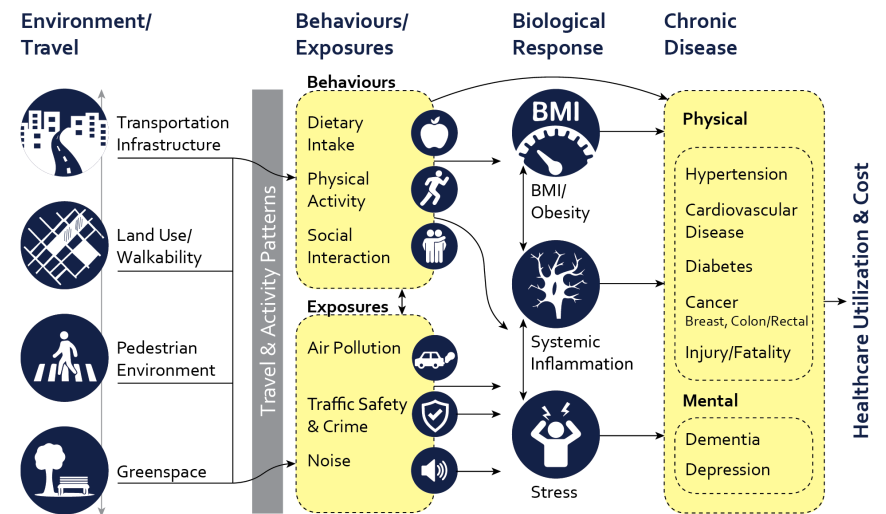 Environment/
Travel
Behaviours/
Exposures
Biological
Response
Chronic
Disease
Transportation
Infrastructure
Land Use/
Walkability
Pedestrian
Environment
Greenspace
Travel & Activity Patterns
Behaviours
Dietary
Intake
Physical
Activity
Social
Interaction
Exposures
Air Pollution
Traffic Safety
& Crime
Noise
BMI
BMI/
Obesity
Systemic
Inflammation
Stress
Physical
Hypertension
Cardiovascular
Disease
Diabetes
Cancer
Breast, Colon/Rectal
Injury/Fatality
Mental
Dementia
Depression
Healthcare Utilization & Cost